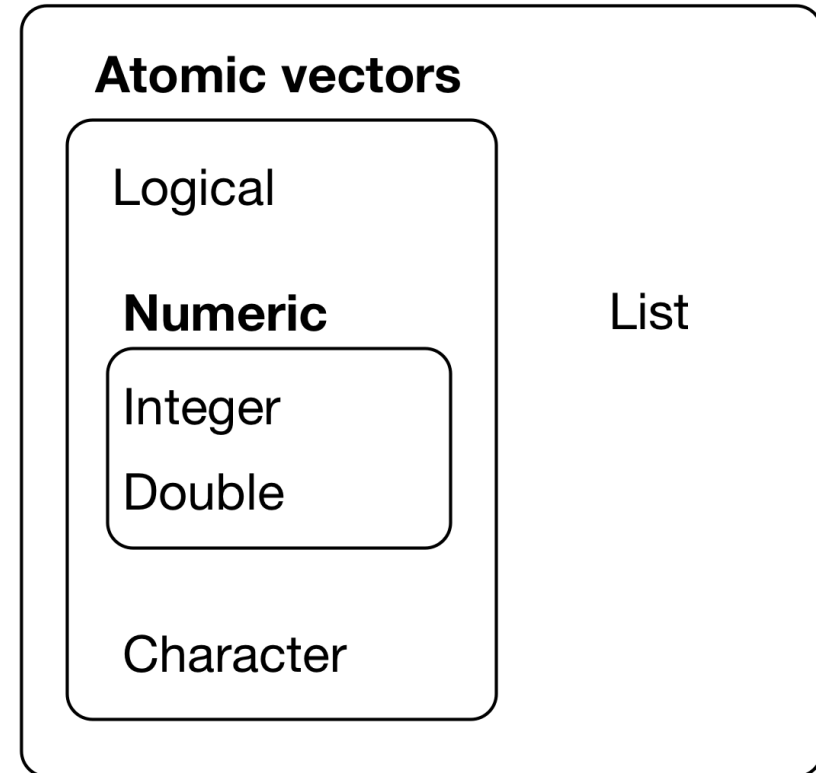 Atomic vectors
Logical
Numeric
Integer
Double
Character
List